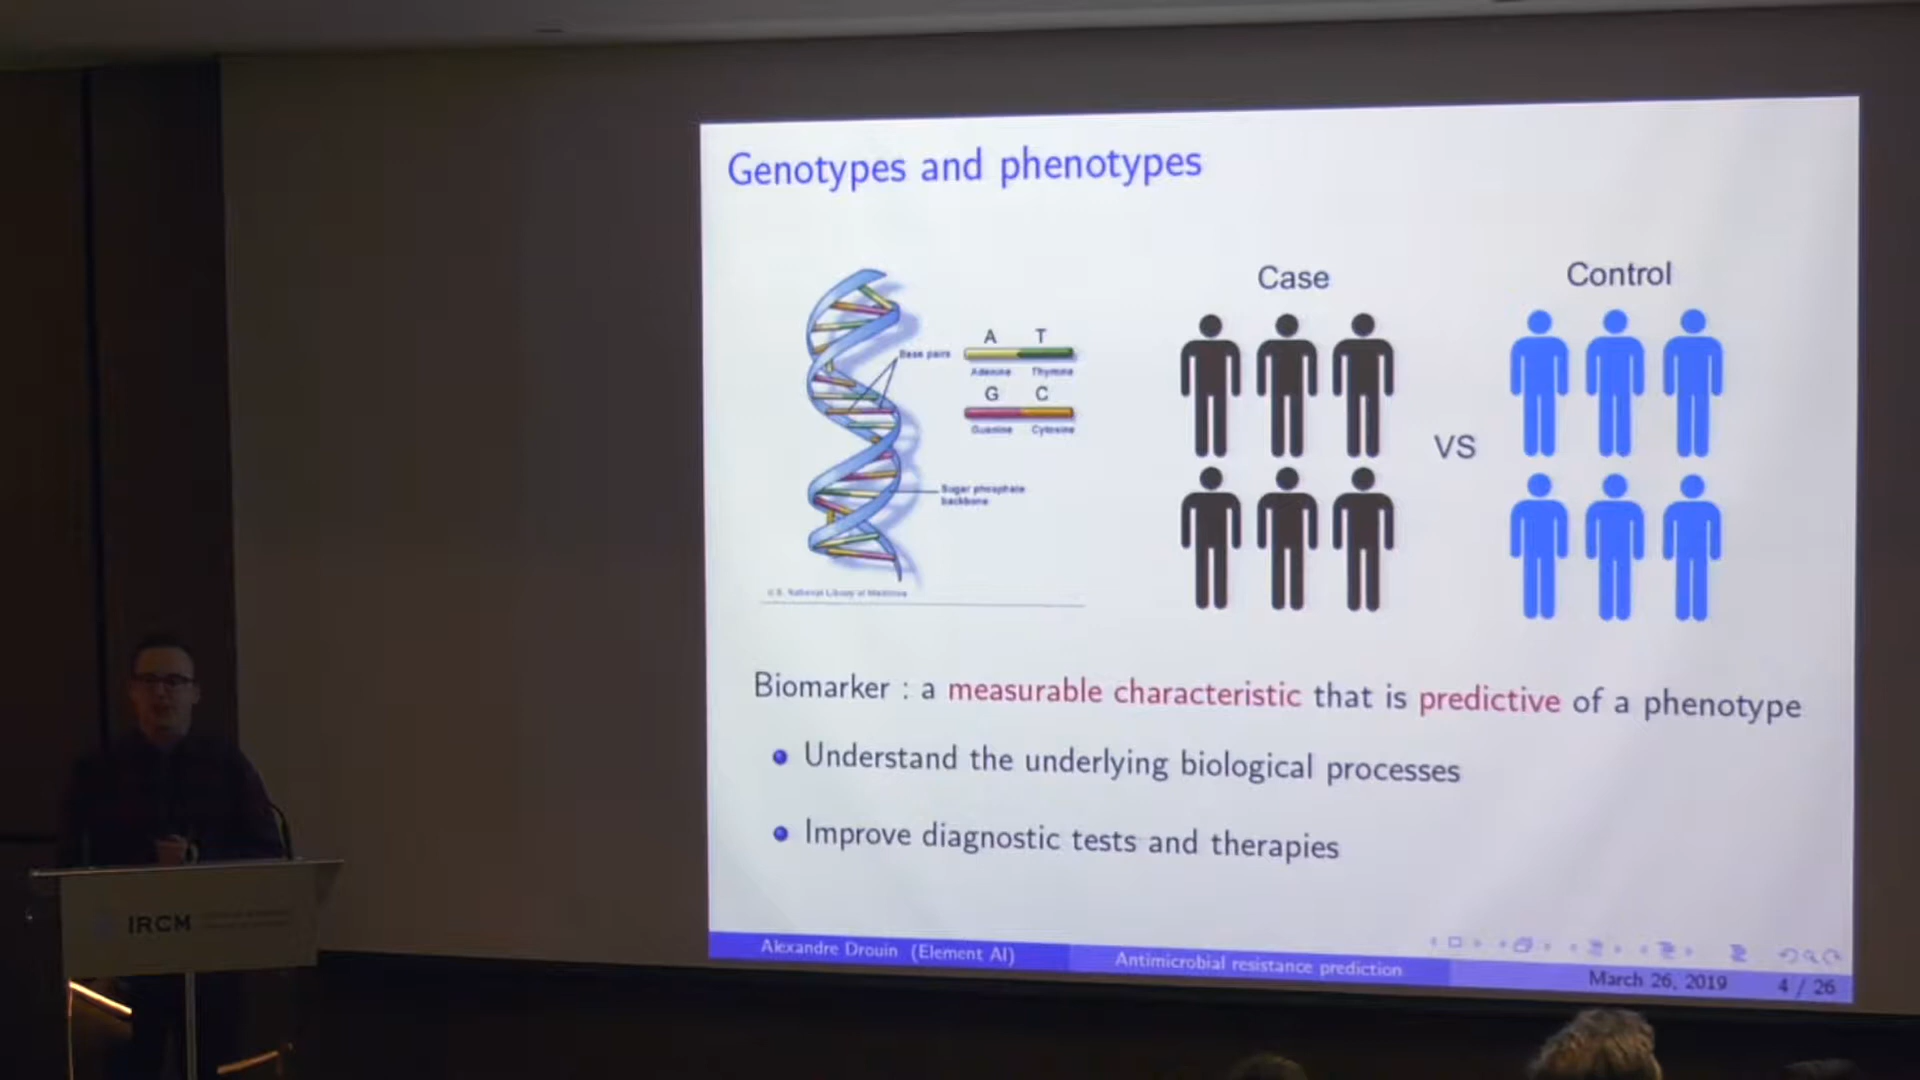 Genotypes and phenotypes
Case
Control
A T
Base pairs
Adenine Thymine
G C
Guanine Cytosine
VS
Sugar phosphate
backbone
U.S. National Library of Medicine
Biomarker : a measurable characteristic that is predictive of a phenotype
Understand the underlying biological processes
Improve diagnostic tests and therapies
Alexandre Drouin (Element AI)
Antimicrobial resistance prediction
March 26, 2019
4 / 26
IRCM